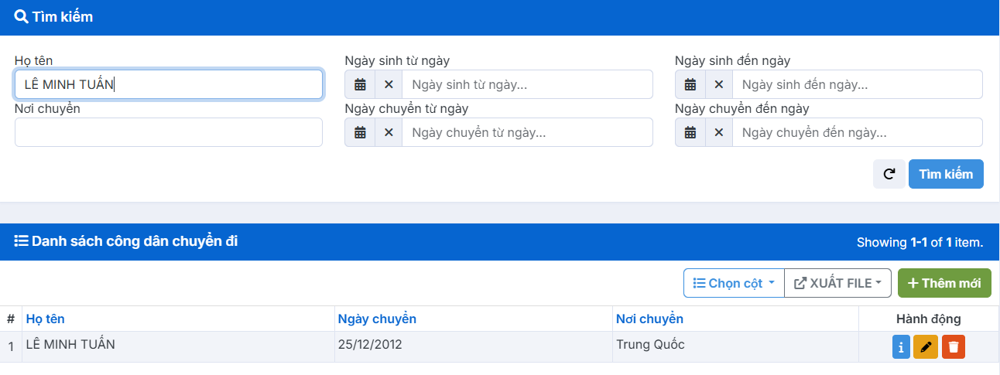 Tìm kiếm
Họ tên Ngày sinh từ ngày Ngày sinh đến ngày
LÊ MINH TUẤN Ngày sinh từ ngày... Ngày sinh đến ngày...
Nơi chuyển Ngày chuyển từ ngày Ngày chuyển đến ngày
Ngày chuyển từ ngày... Ngày chuyển đến ngày...
Tìm kiếm
Danh sách công dân chuyển đi Showing 1-1 of 1 item.
Chọn cột XUẤT FILE Thêm mới
# Họ tên Ngày chuyển Nơi chuyển Hành động
1 LÊ MINH TUẤN 25/12/2012 Trung Quốc